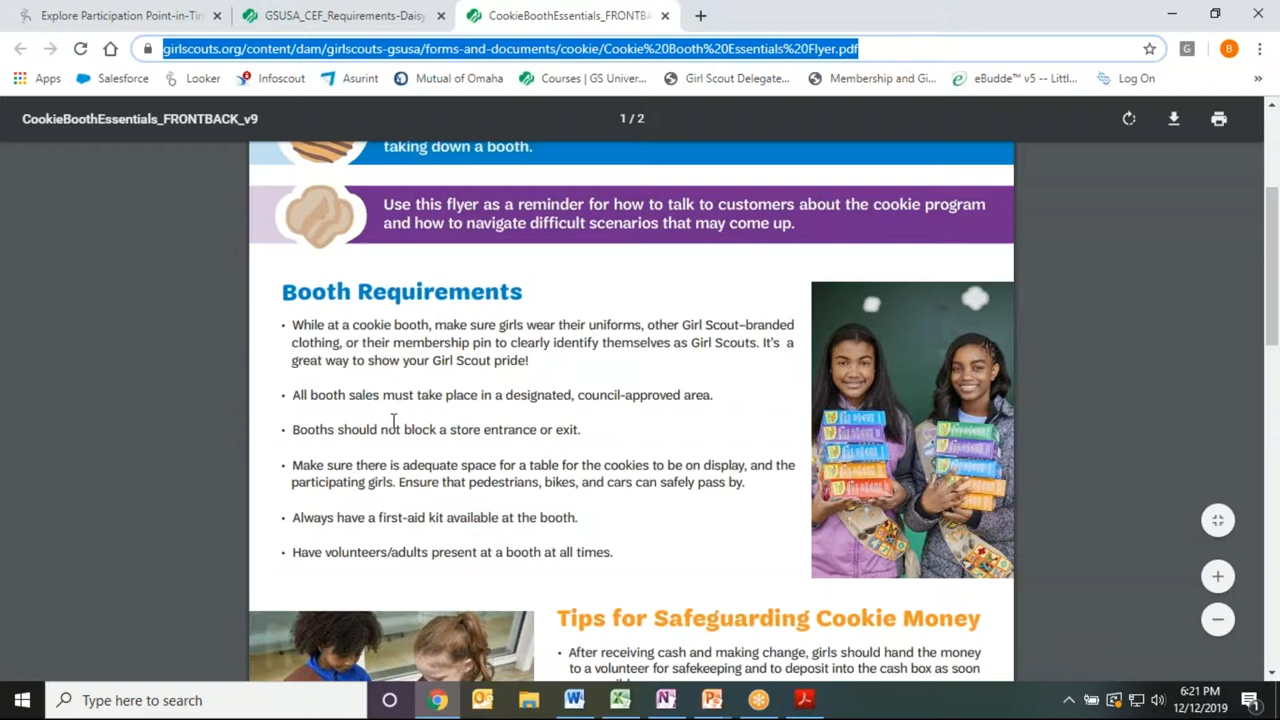 Explore Participation Point-in-Tim
GSUSA_CEF_Requirements-Daisy
CookieBoothEssentials_FRONTBA
girlscouts.org/content/dam/girlscouts-gsusa/forms-and-documents/cookie/Cookie%20Booth%20Essentials%20Flyer.pdf
G
B
Apps
Salesforce
Looker
Infoscout
Asurint
Mutual of Omaha
Courses | GS Univer...
Girl Scout Delegate...
Membership and Gi...
eBudde™ v5 -- Littl...
Log On
»
CookieBoothEssentials_FRONTBACK_v9
1 / 2
taking down a booth.
Use this flyer as a reminder for how to talk to customers about the cookie program
and how to navigate difficult scenarios that may come up.
Booth Requirements
• While at a cookie booth, make sure girls wear their uniforms, other Girl Scout–branded
clothing, or their membership pin to clearly identify themselves as Girl Scouts. It's a
great way to show your Girl Scout pride!
• All booth sales must take place in a designated, council-approved area.
• Booths should not block a store entrance or exit.
• Make sure there is adequate space for a table for the cookies to be on display, and the
participating girls. Ensure that pedestrians, bikes, and cars can safely pass by.
• Always have a first-aid kit available at the booth.
• Have volunteers/adults present at a booth at all times.
Tips for Safeguarding Cookie Money
• After receiving cash and making change, girls should hand the money
to a volunteer for safekeeping and to deposit into the cash box as soon
Type here to search
6:21 PM
12/12/2019